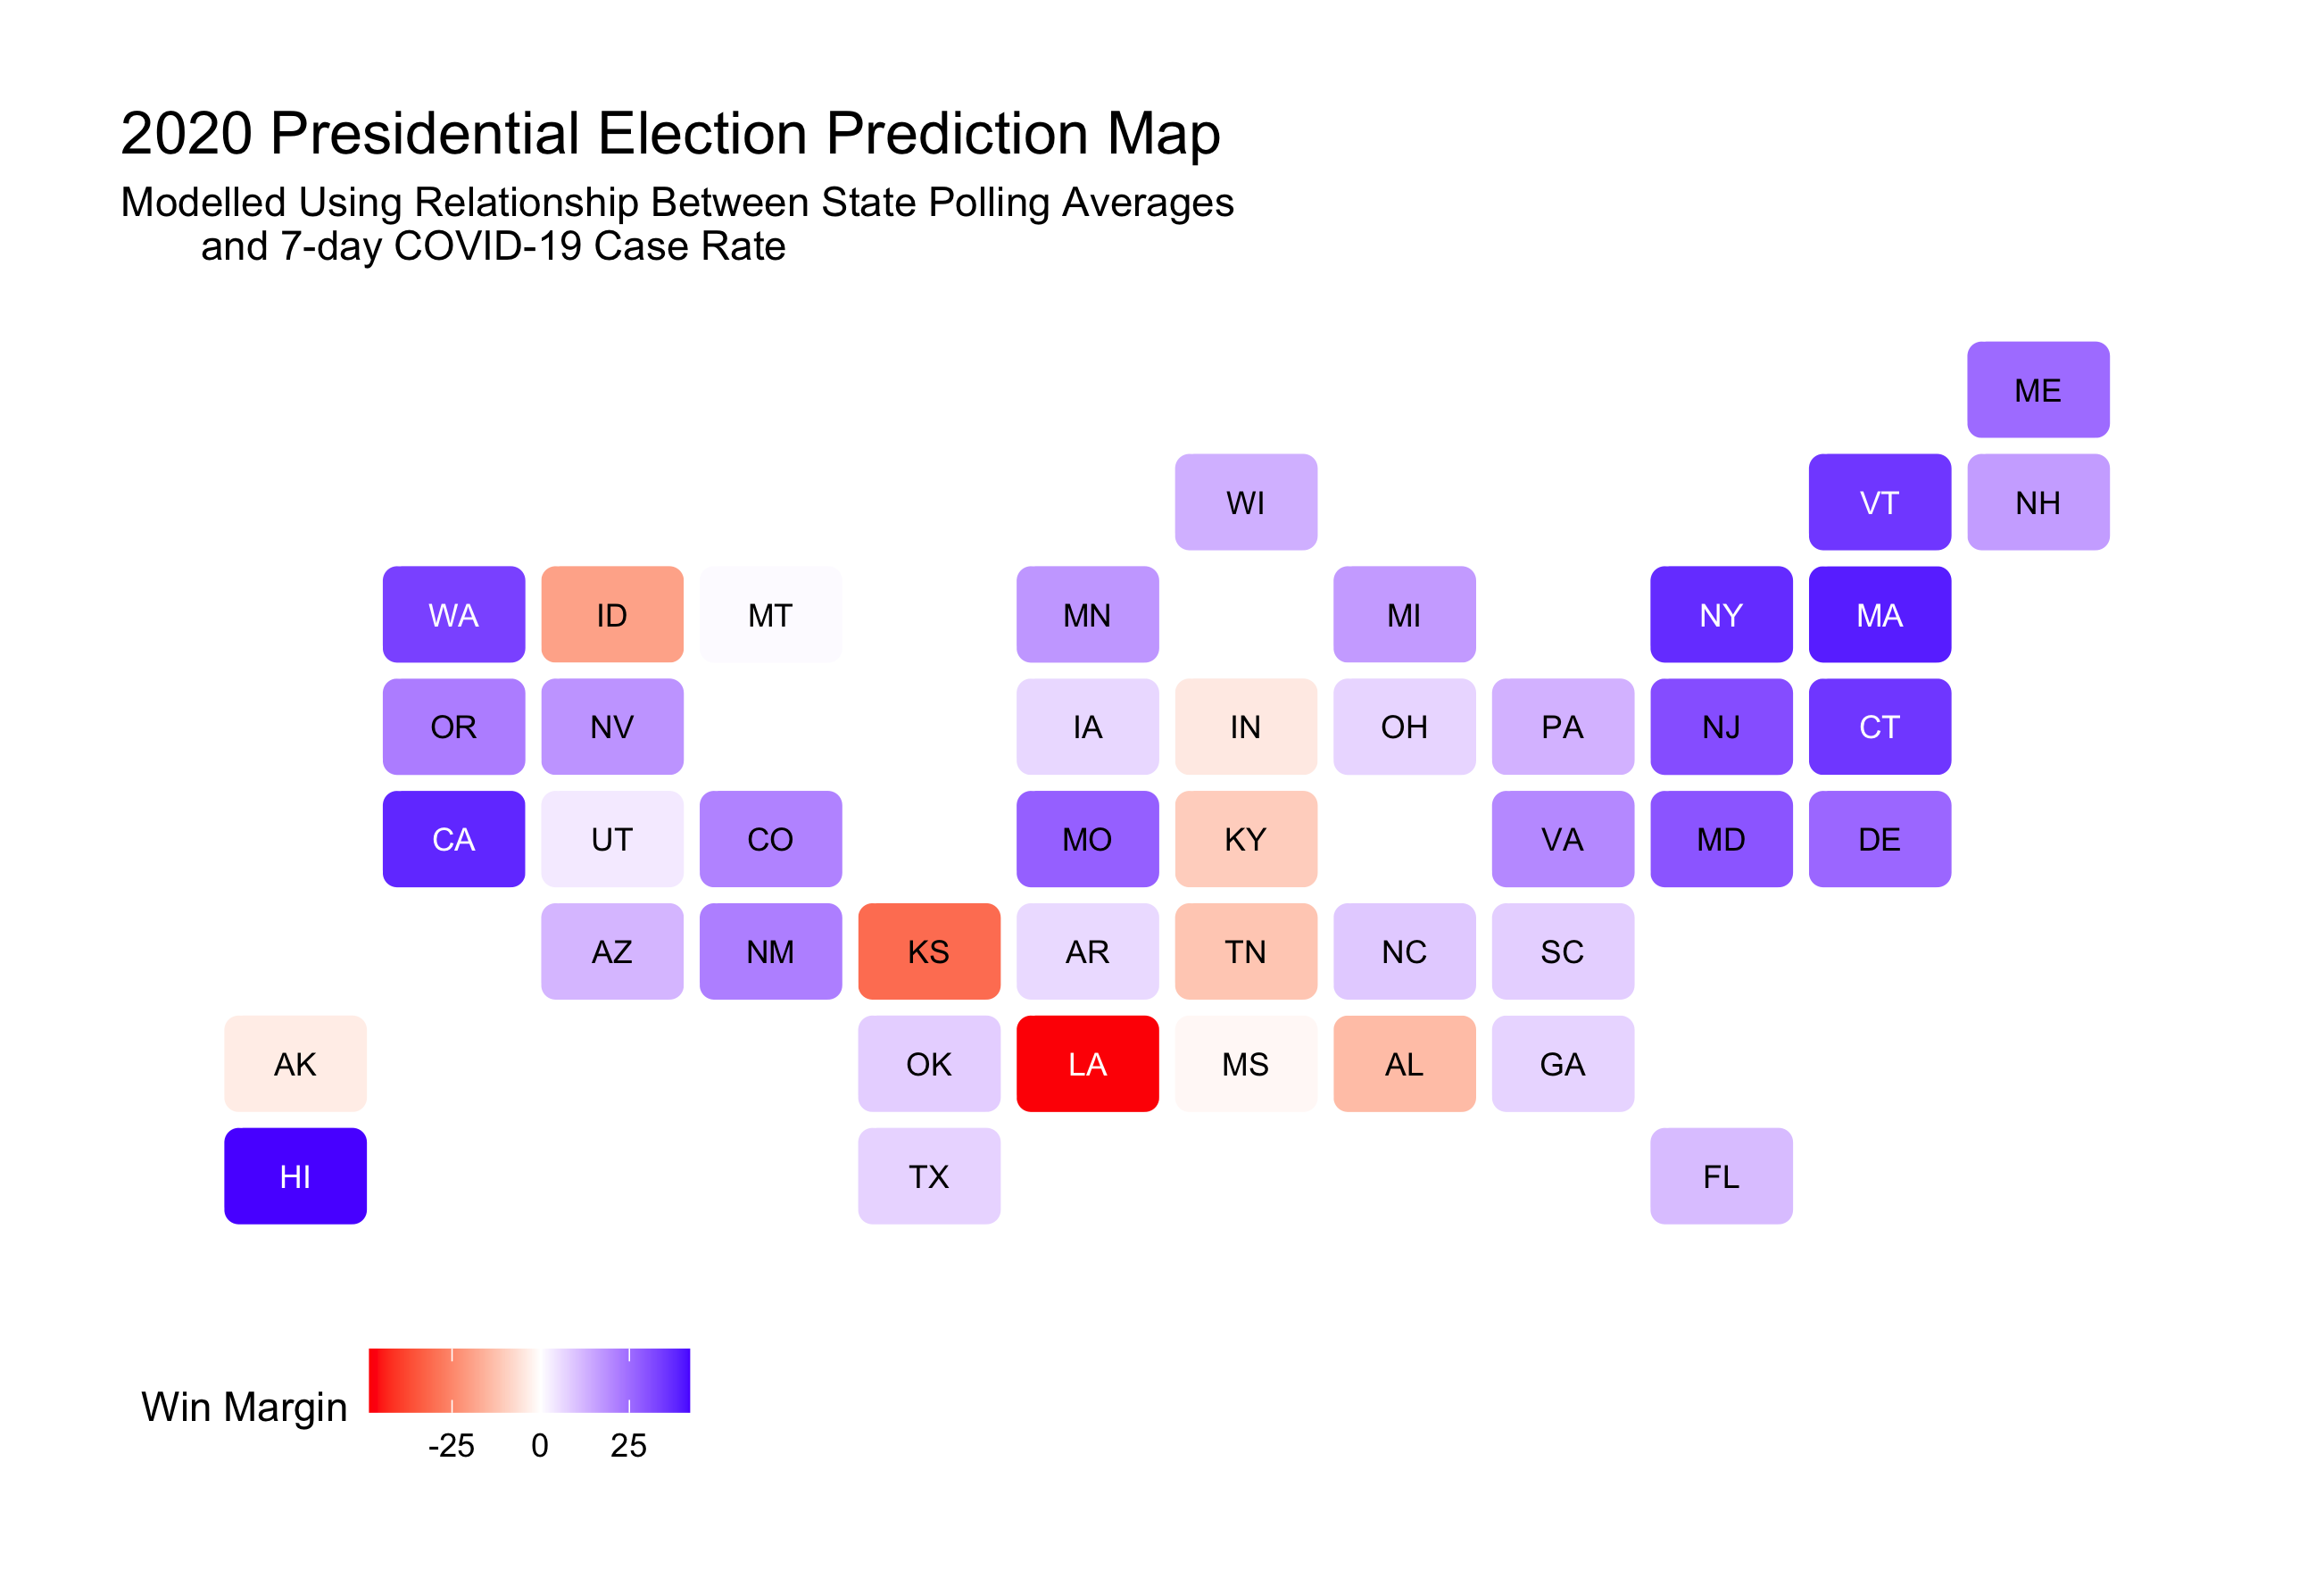 2020 Presidential Election Prediction Map
Modelled Using Relationship Between State Polling Averages
and 7-day COVID-19 Case Rate
ME
WI VT NH
WA ID MT MN MI NY MA
OR NV IA IN OH PA NJ CT
CA UT CO MO KY VA MD DE
AZ NM KS AR TN NC SC
AK OK LA MS AL GA
HI TX FL
Win Margin
-25 0 25